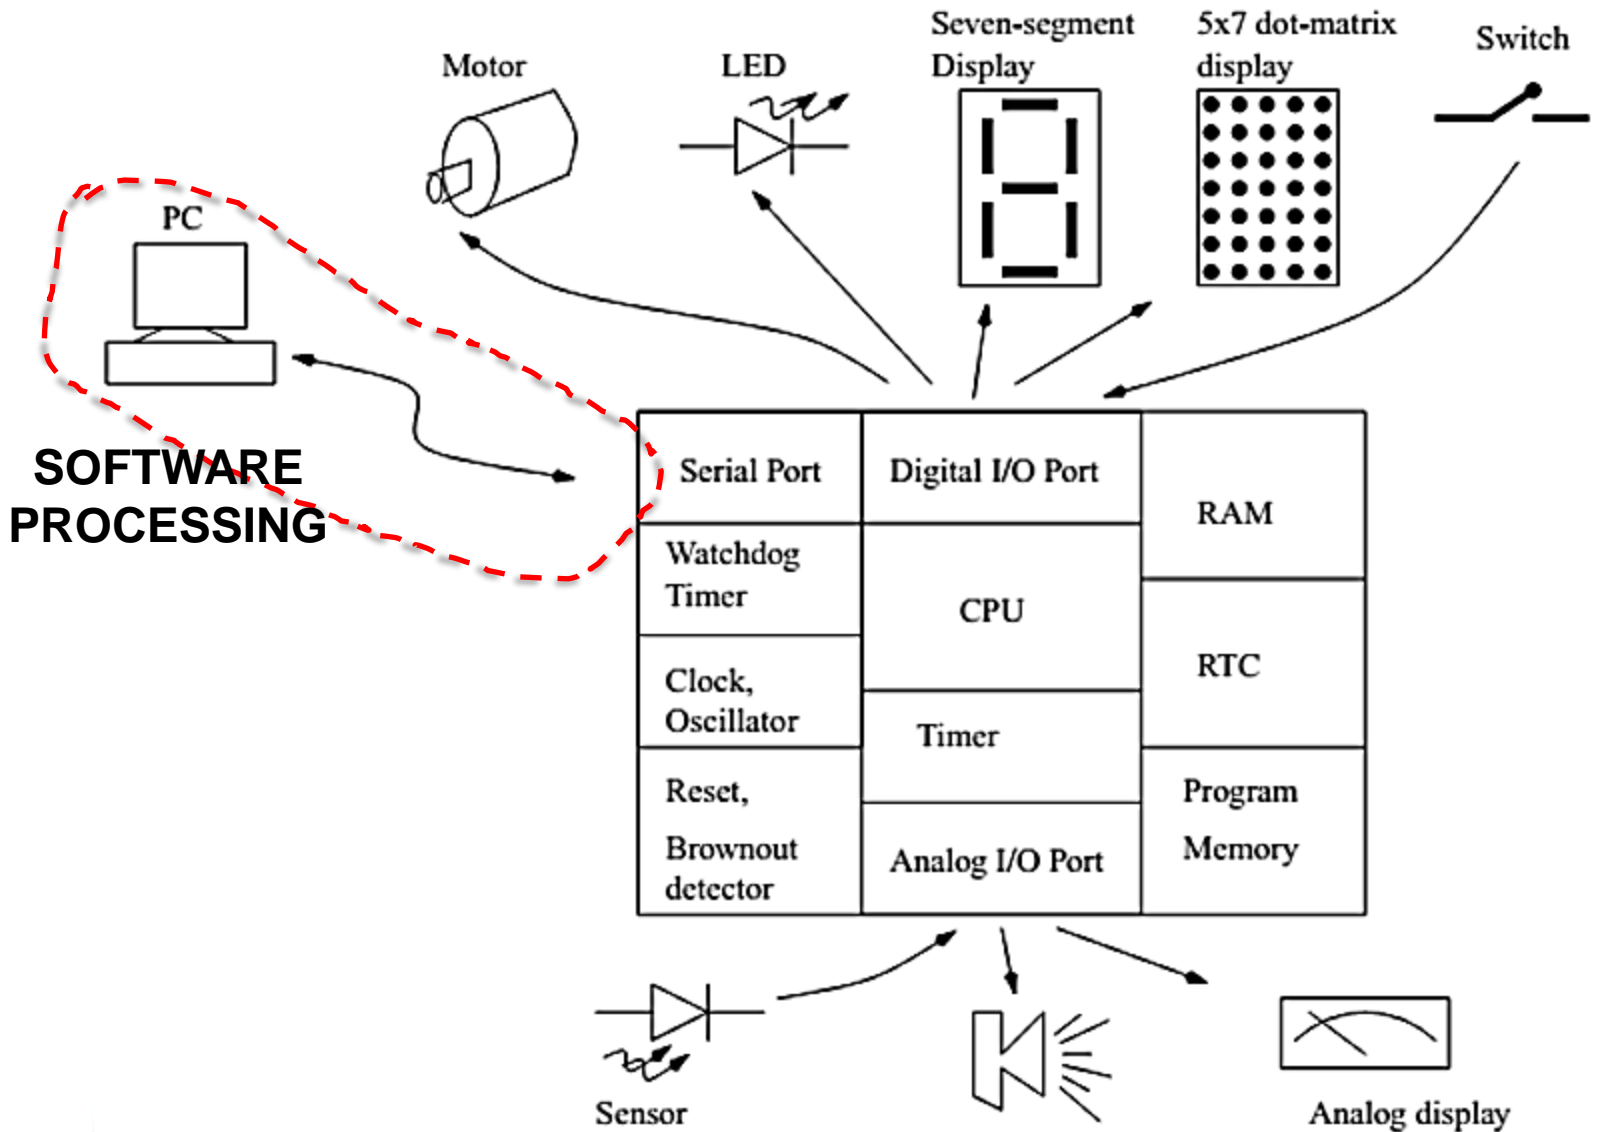 Motor
LED
Seven-segment
Display
5x7 dot-matrix
display
Switch
PC
SOFTWARE
PROCESSING
Serial Port
Digital I/O Port
RAM
Watchdog
Timer
CPU
Clock,
Oscillator
RTC
Timer
Reset,
Brownout
detector
Analog I/O Port
Program
Memory
Sensor
Analog display